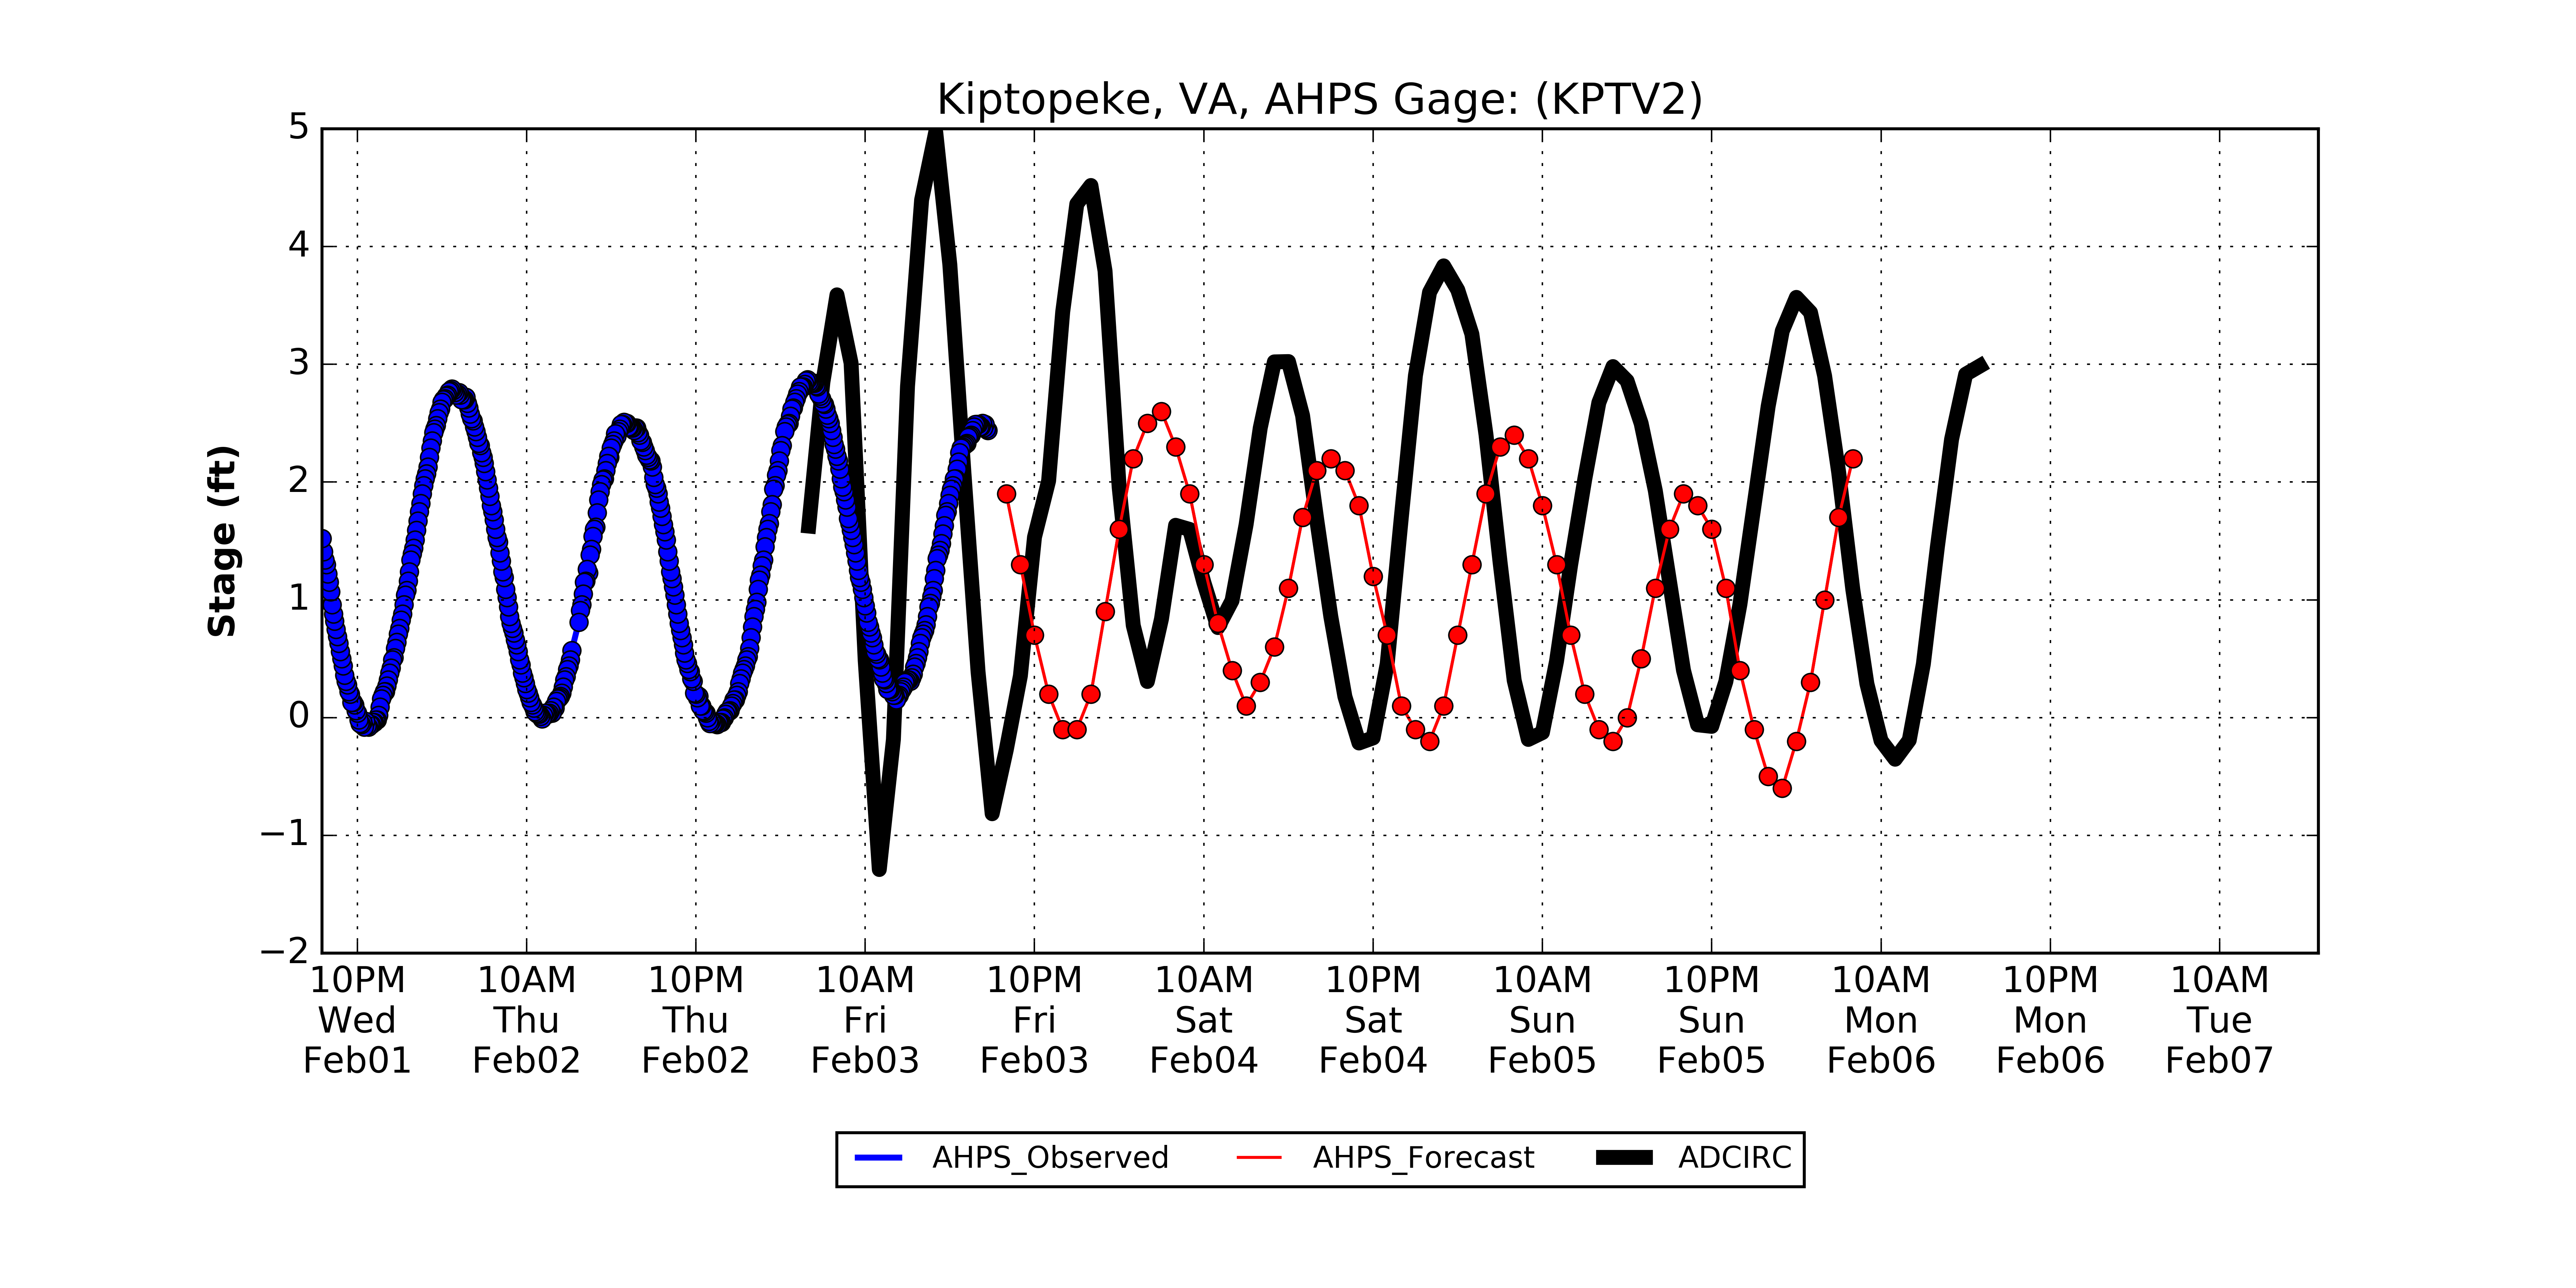 Kiptopeke, VA, AHPS Gage: (KPTV2)
Stage (ft)
5
4
3
2
1
0
−1
−2
10PM 10AM 10PM 10AM 10PM 10AM 10PM 10AM 10PM 10AM 10PM 10AM
Wed Thu Thu Fri Fri Sat Sat Sun Sun Mon Mon Tue
Feb01 Feb02 Feb02 Feb03 Feb03 Feb04 Feb04 Feb05 Feb05 Feb06 Feb06 Feb07
AHPS_Observed AHPS_Forecast ADCIRC